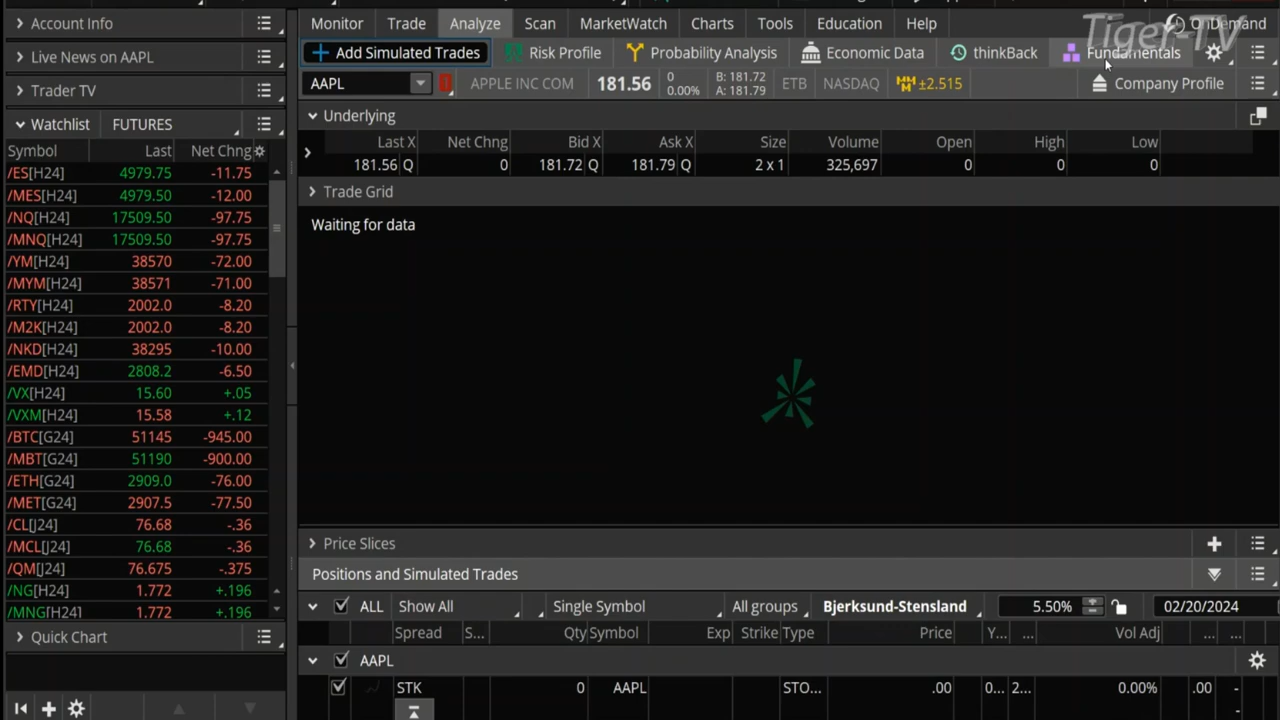 Account Info
Monitor Trade Analyze Scan MarketWatch Charts Tools Education Help OnDemand
Tiger-TV
Live News on AAPL
Add Simulated Trades Risk Profile Probability Analysis Economic Data thinkBack Fundamentals
Trader TV
AAPL APPLE INC COM 181.56 0 0.00% B: 181.72 A: 181.79 ETB NASDAQ ±2.515 Company Profile
Watchlist FUTURES
Symbol Last Net Chng
/ES[H24] 4979.75 -11.75
/MES[H24] 4979.50 -12.00
/NQ[H24] 17509.50 -97.75
/MNQ[H24] 17509.50 -97.75
/YM[H24] 38570 -72.00
/MYM[H24] 38571 -71.00
/RTY[H24] 2002.0 -8.20
/M2K[H24] 2002.0 -8.20
/NKD[H24] 38295 -10.00
/EMD[H24] 2808.2 -6.50
/VX[H24] 15.60 +.05
/VXM[H24] 15.58 +.12
/BTC[G24] 51145 -945.00
/MBT[G24] 51190 -900.00
/ETH[G24] 2909.0 -76.00
/MET[G24] 2907.5 -77.50
/CL[J24] 76.68 -.36
/MCL[J24] 76.68 -.36
/QM[J24] 76.675 -.375
/NG[H24] 1.772 +.196
/MNG[H24] 1.772 +.196
Quick Chart
Underlying
Last X Net Chng Bid X Ask X Size Volume Open High Low
181.56 Q 0 181.72 Q 181.79 Q 2 x 1 325,697 0 0 0
Trade Grid
Waiting for data
Price Slices
Positions and Simulated Trades
ALL Show All Single Symbol All groups Bjerksund-Stensland 5.50% 02/20/2024
Spread S... Qty Symbol Exp Strike Type Price Y... ... Vol Adj ... ...
AAPL
STK 0 AAPL STO... .00 0... 2... 0.00% .00 -
-